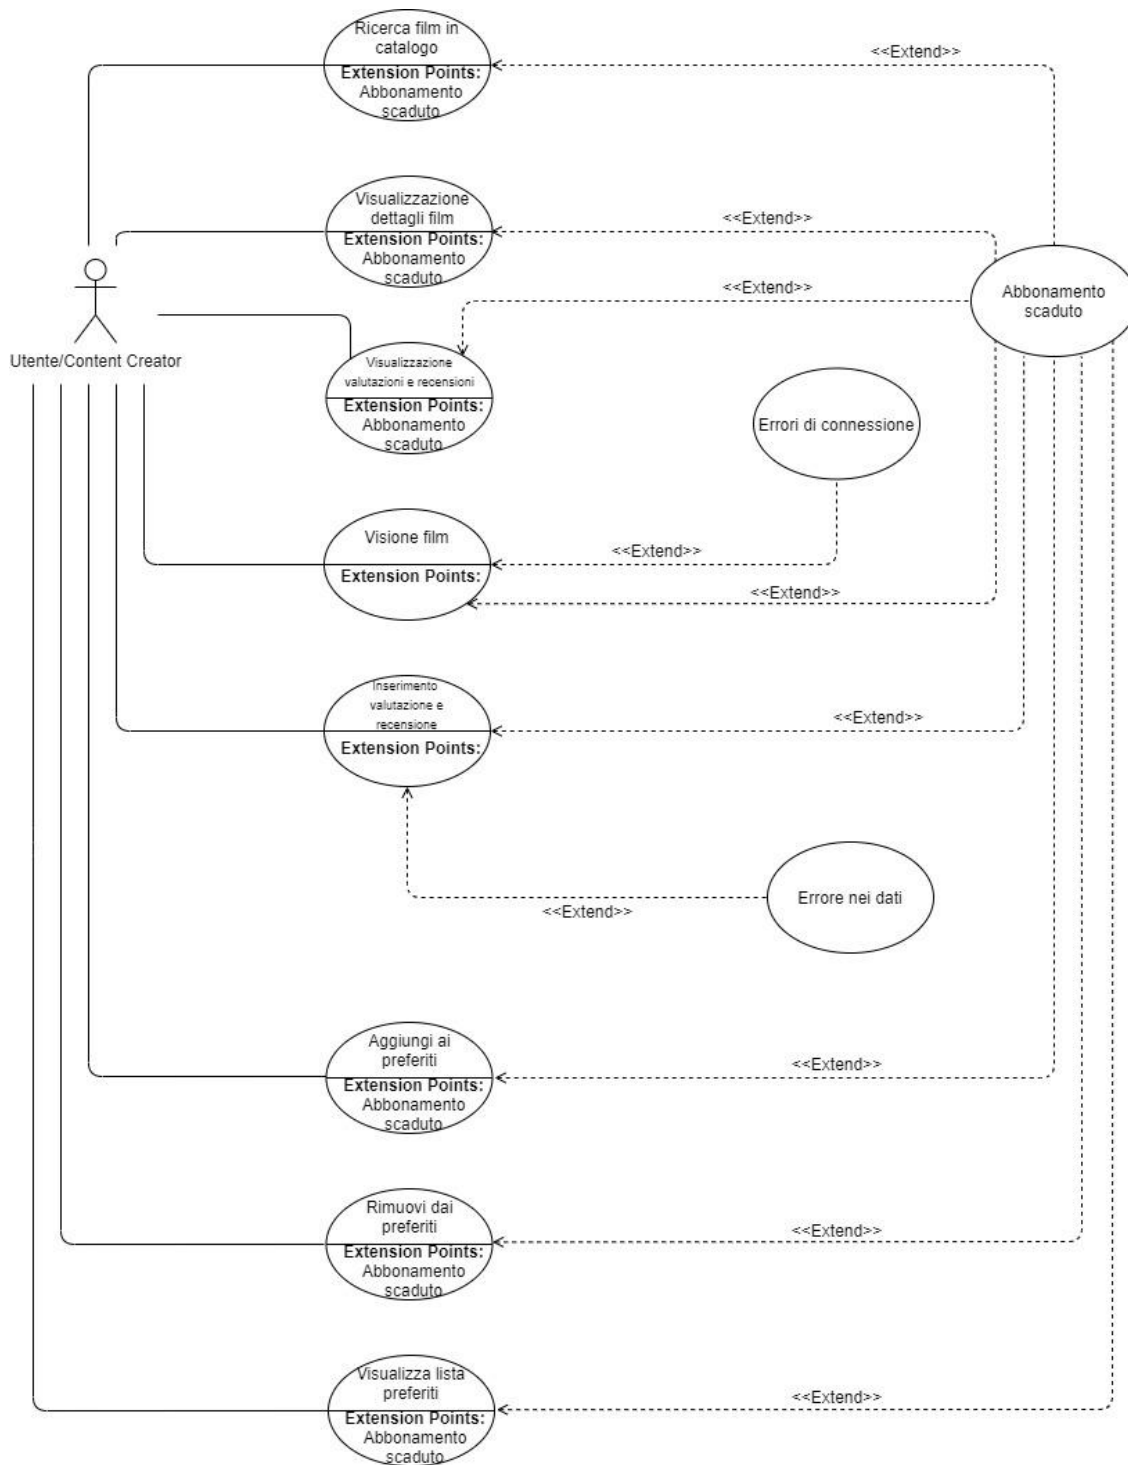 Ricerca film in
catalogo
Extension Points:
Abbonamento
scaduto
<<Extend>>
Visualizzazione
dettagli film
Extension Points:
Abbonamento
scaduto
<<Extend>>
Abbonamento
scaduto
<<Extend>>
Utente/Content Creator
Visualizzazione
valutazioni e recensioni
Extension Points:
Abbonamento
scaduto
Errori di connessione
Visione film
Extension Points:
<<Extend>>
<<Extend>>
Inserimento
valutazione e
recensione
Extension Points:
<<Extend>>
Errore nei dati
<<Extend>>
Aggiungi ai
preferiti
Extension Points:
Abbonamento
scaduto
<<Extend>>
Rimuovi dai
preferiti
Extension Points:
Abbonamento
scaduto
<<Extend>>
Visualizza lista
preferiti
Extension Points:
Abbonamento
scaduto
<<Extend>>